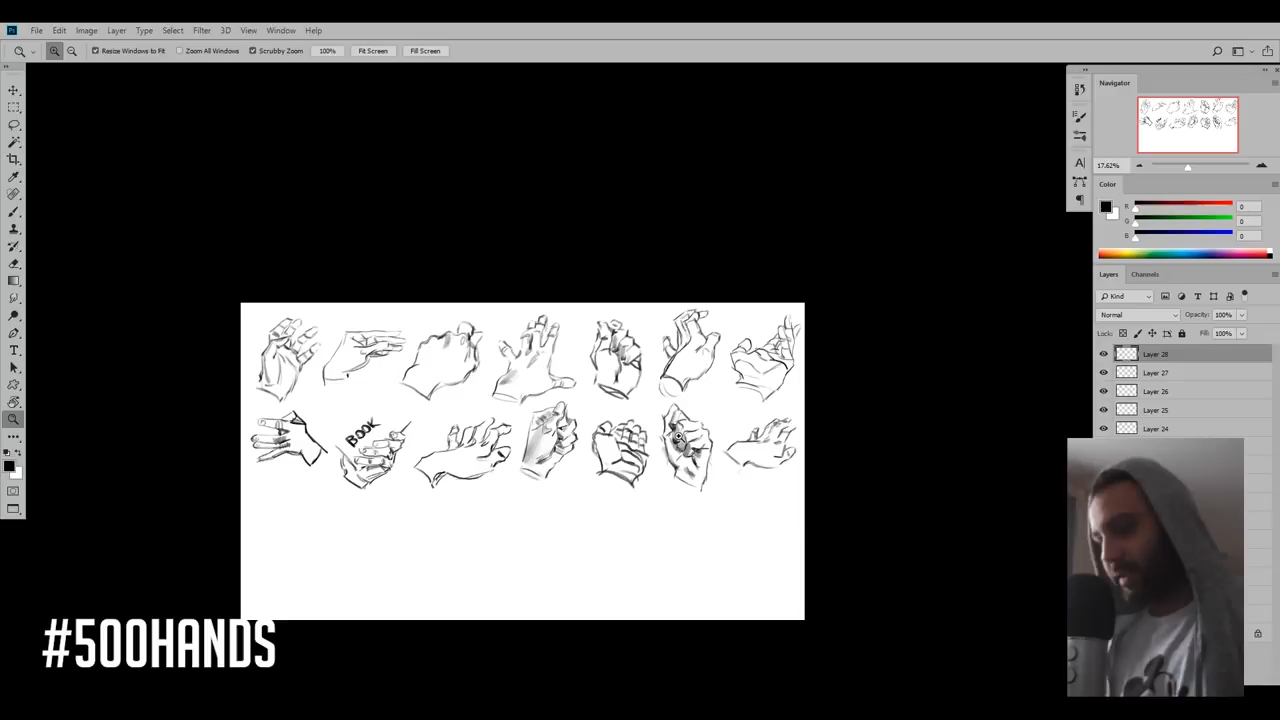 Ps File Edit Image Layer Type Select Filter 3D View Window Help
Resize Windows to Fit Zoom All Windows Scrubby Zoom 100% Fit Screen Fill Screen
Navigator
17.62%
Color
R 0
G 0
B 0
Layers Channels
Kind
Normal Opacity: 100%
Lock: Fill: 100%
Layer 28
Layer 27
Layer 26
Layer 25
Layer 24
BOOK
#500HANDS